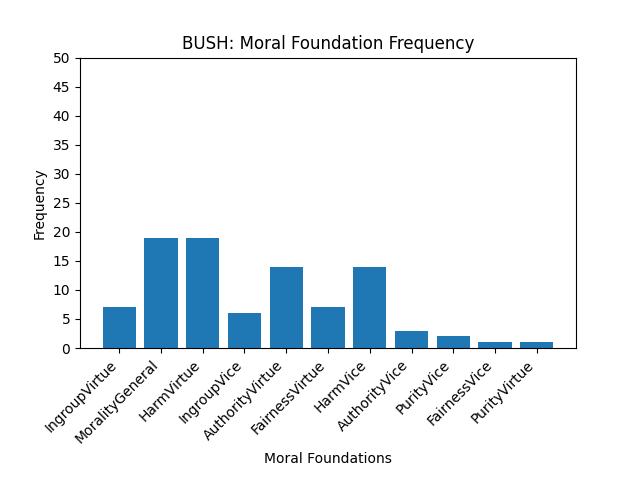 BUSH: Moral Foundation Frequency
50
45
40
35
30
25
20
15
10
5
0
Frequency
IngroupVirtue
MoralityGeneral
HarmVirtue
IngroupVice
AuthorityVirtue
FairnessVirtue
HarmVice
AuthorityVice
PurityVice
FairnessVice
PurityVirtue
Moral Foundations